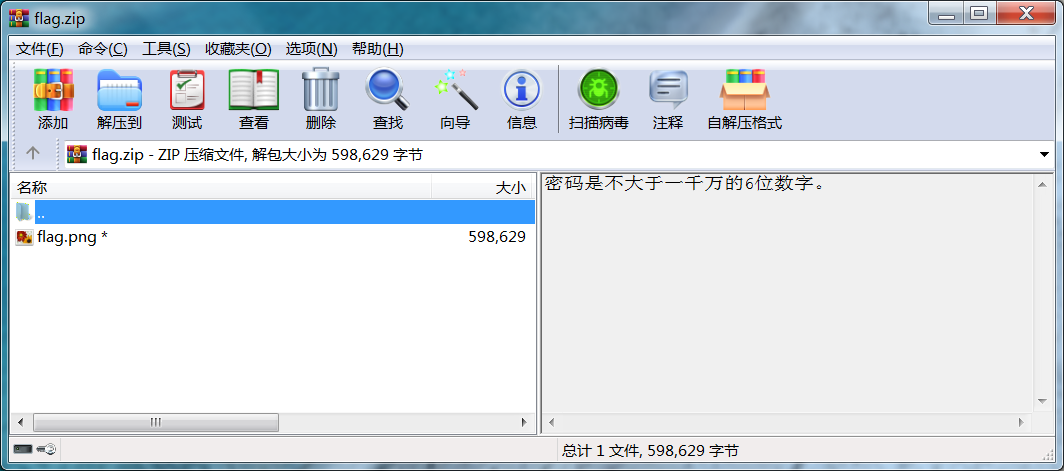 flag.zip
文件(F) 命令(C) 工具(S) 收藏夹(O) 选项(N) 帮助(H)
添加 解压到 测试 查看 删除 查找 向导 信息 扫描病毒 注释 自解压格式
flag.zip - ZIP 压缩文件, 解包大小为 598,629 字节
名称 大小
..
flag.png * 598,629
密码是不大于一千万的6位数字。
总计 1 文件, 598,629 字节